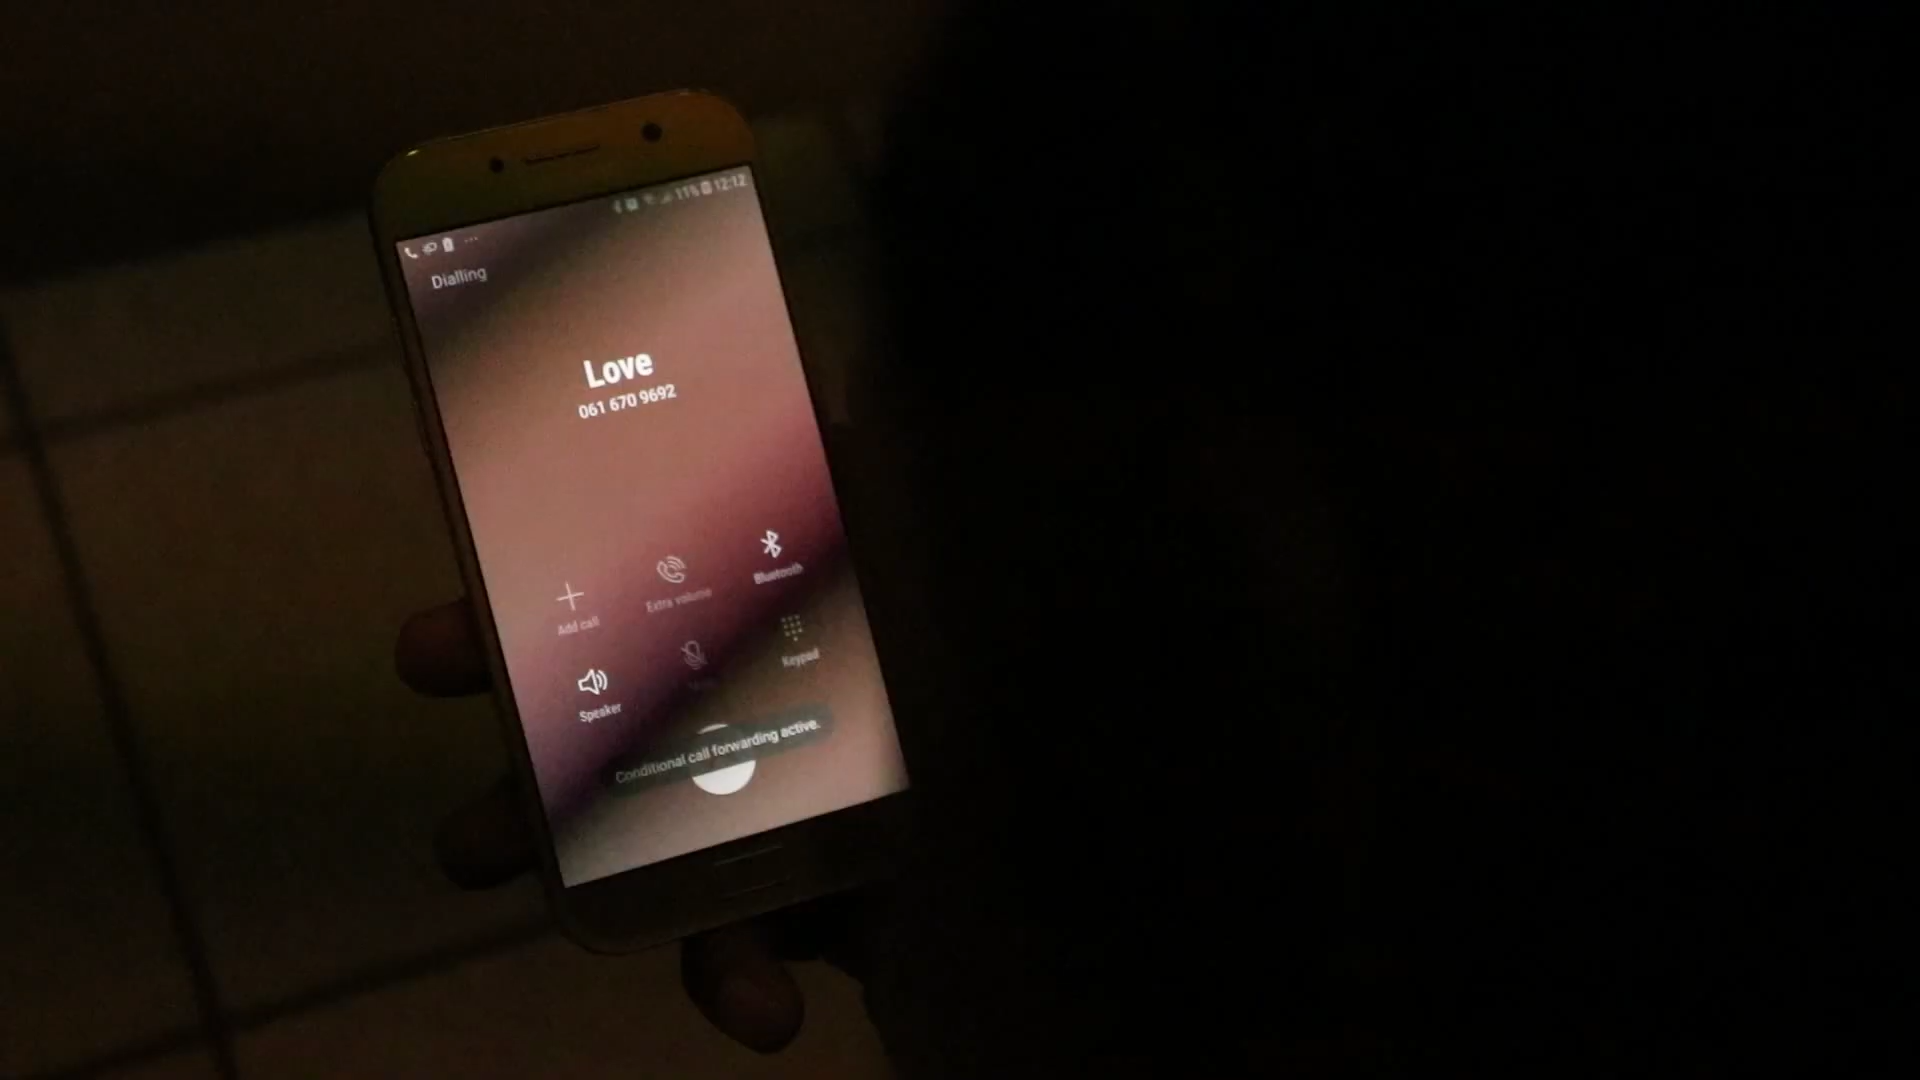 11% 12:12
Dialling
Love
061 670 9692
Add call
Extra volume
Bluetooth
Speaker
Keypad
Conditional call forwarding active.